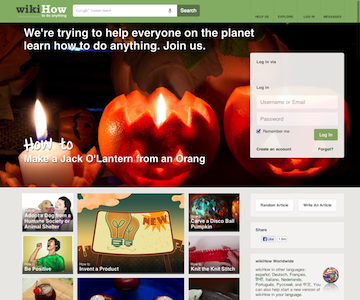 wikiHow
to do anything
Google™ Custom Search
Search
HELP US
EXPLORE
LOG IN
MESSAGES
We're trying to help everyone on the planet
learn how to do anything. Join us.
Log in via
Log In
Username or Email
Password
Remember me
Log In
Create an account
Forgot?
How to
Make a Jack O'Lantern from an Orang
How to
Adopt a Dog from a
Humane Society or
Animal Shelter
How to
Be Positive
NEW
How to
Invent a Product
How to
Carve a Disco Ball
Pumpkin
How to
Knit the Knit Stitch
Random Article
Write An Article
Share
Like
wikiHow Worldwide
wikiHow in other languages:
español, Deutsch, Français,
हिन्दी, Italiano, Nederlands,
Português, Русский, and 中文. You
can also help start a new version of
wikiHow in your language.